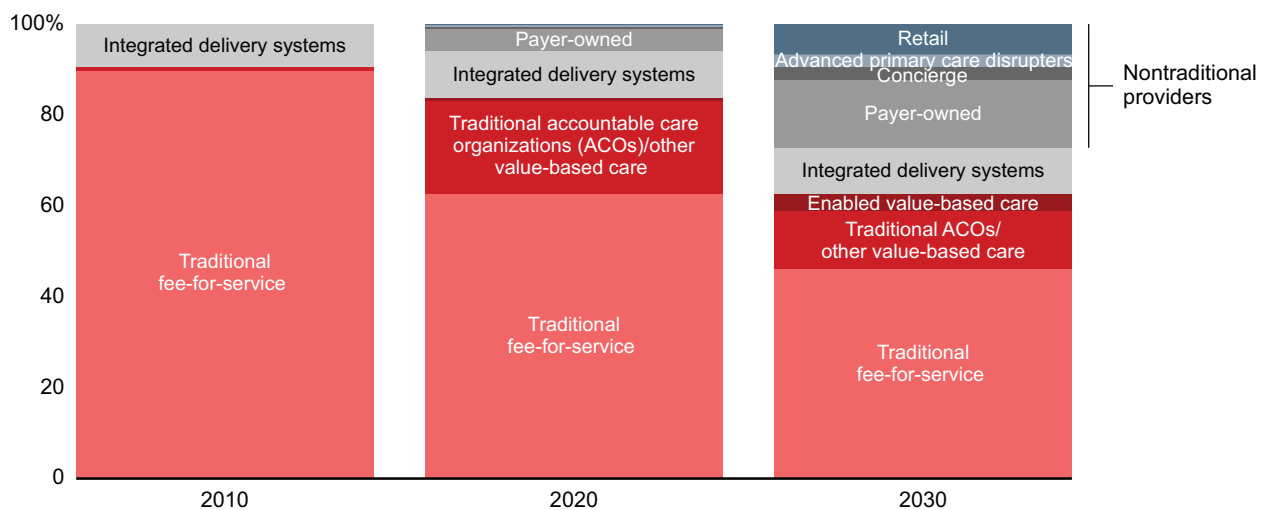 100%
80
60
40
20
0
Integrated delivery systems
Traditional
fee-for-service
2010
Payer-owned
Integrated delivery systems
Traditional accountable care
organizations (ACOs)/other
value-based care
Traditional
fee-for-service
2020
Retail
Advanced primary care disrupters
Concierge
Payer-owned
Integrated delivery systems
Enabled value-based care
Traditional ACOs/
other value-based care
Traditional
fee-for-service
2030
Nontraditional
providers